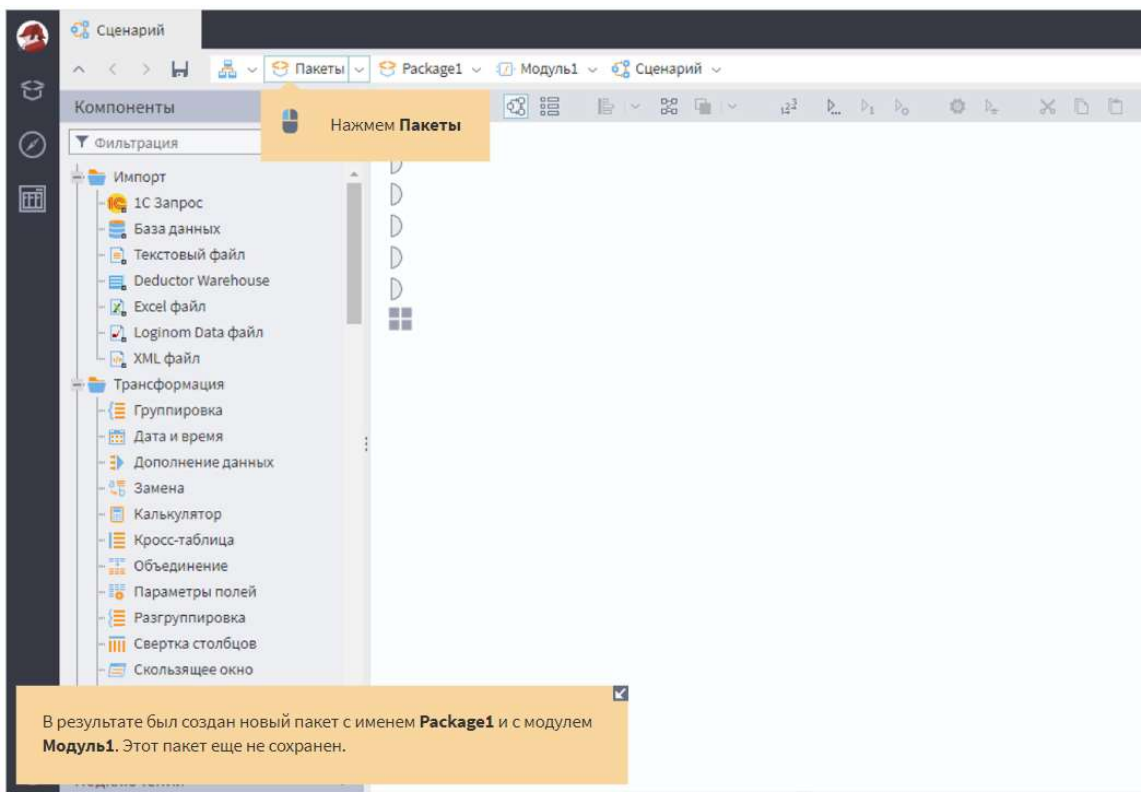 Сценарий
Пакеты Package1 Модуль1 Сценарий
Компоненты
Нажмем Пакеты
Фильтрация
Импорт
1С Запрос
База данных
Текстовый файл
Deductor Warehouse
Excel файл
Loginom Data файл
XML файл
Трансформация
Группировка
Дата и время
Дополнение данных
Замена
Калькулятор
Кросс-таблица
Объединение
Параметры полей
Разгруппировка
Свертка столбцов
Скользящее окно
В результате был создан новый пакет с именем Package1 и с модулем
Модуль1. Этот пакет еще не сохранен.